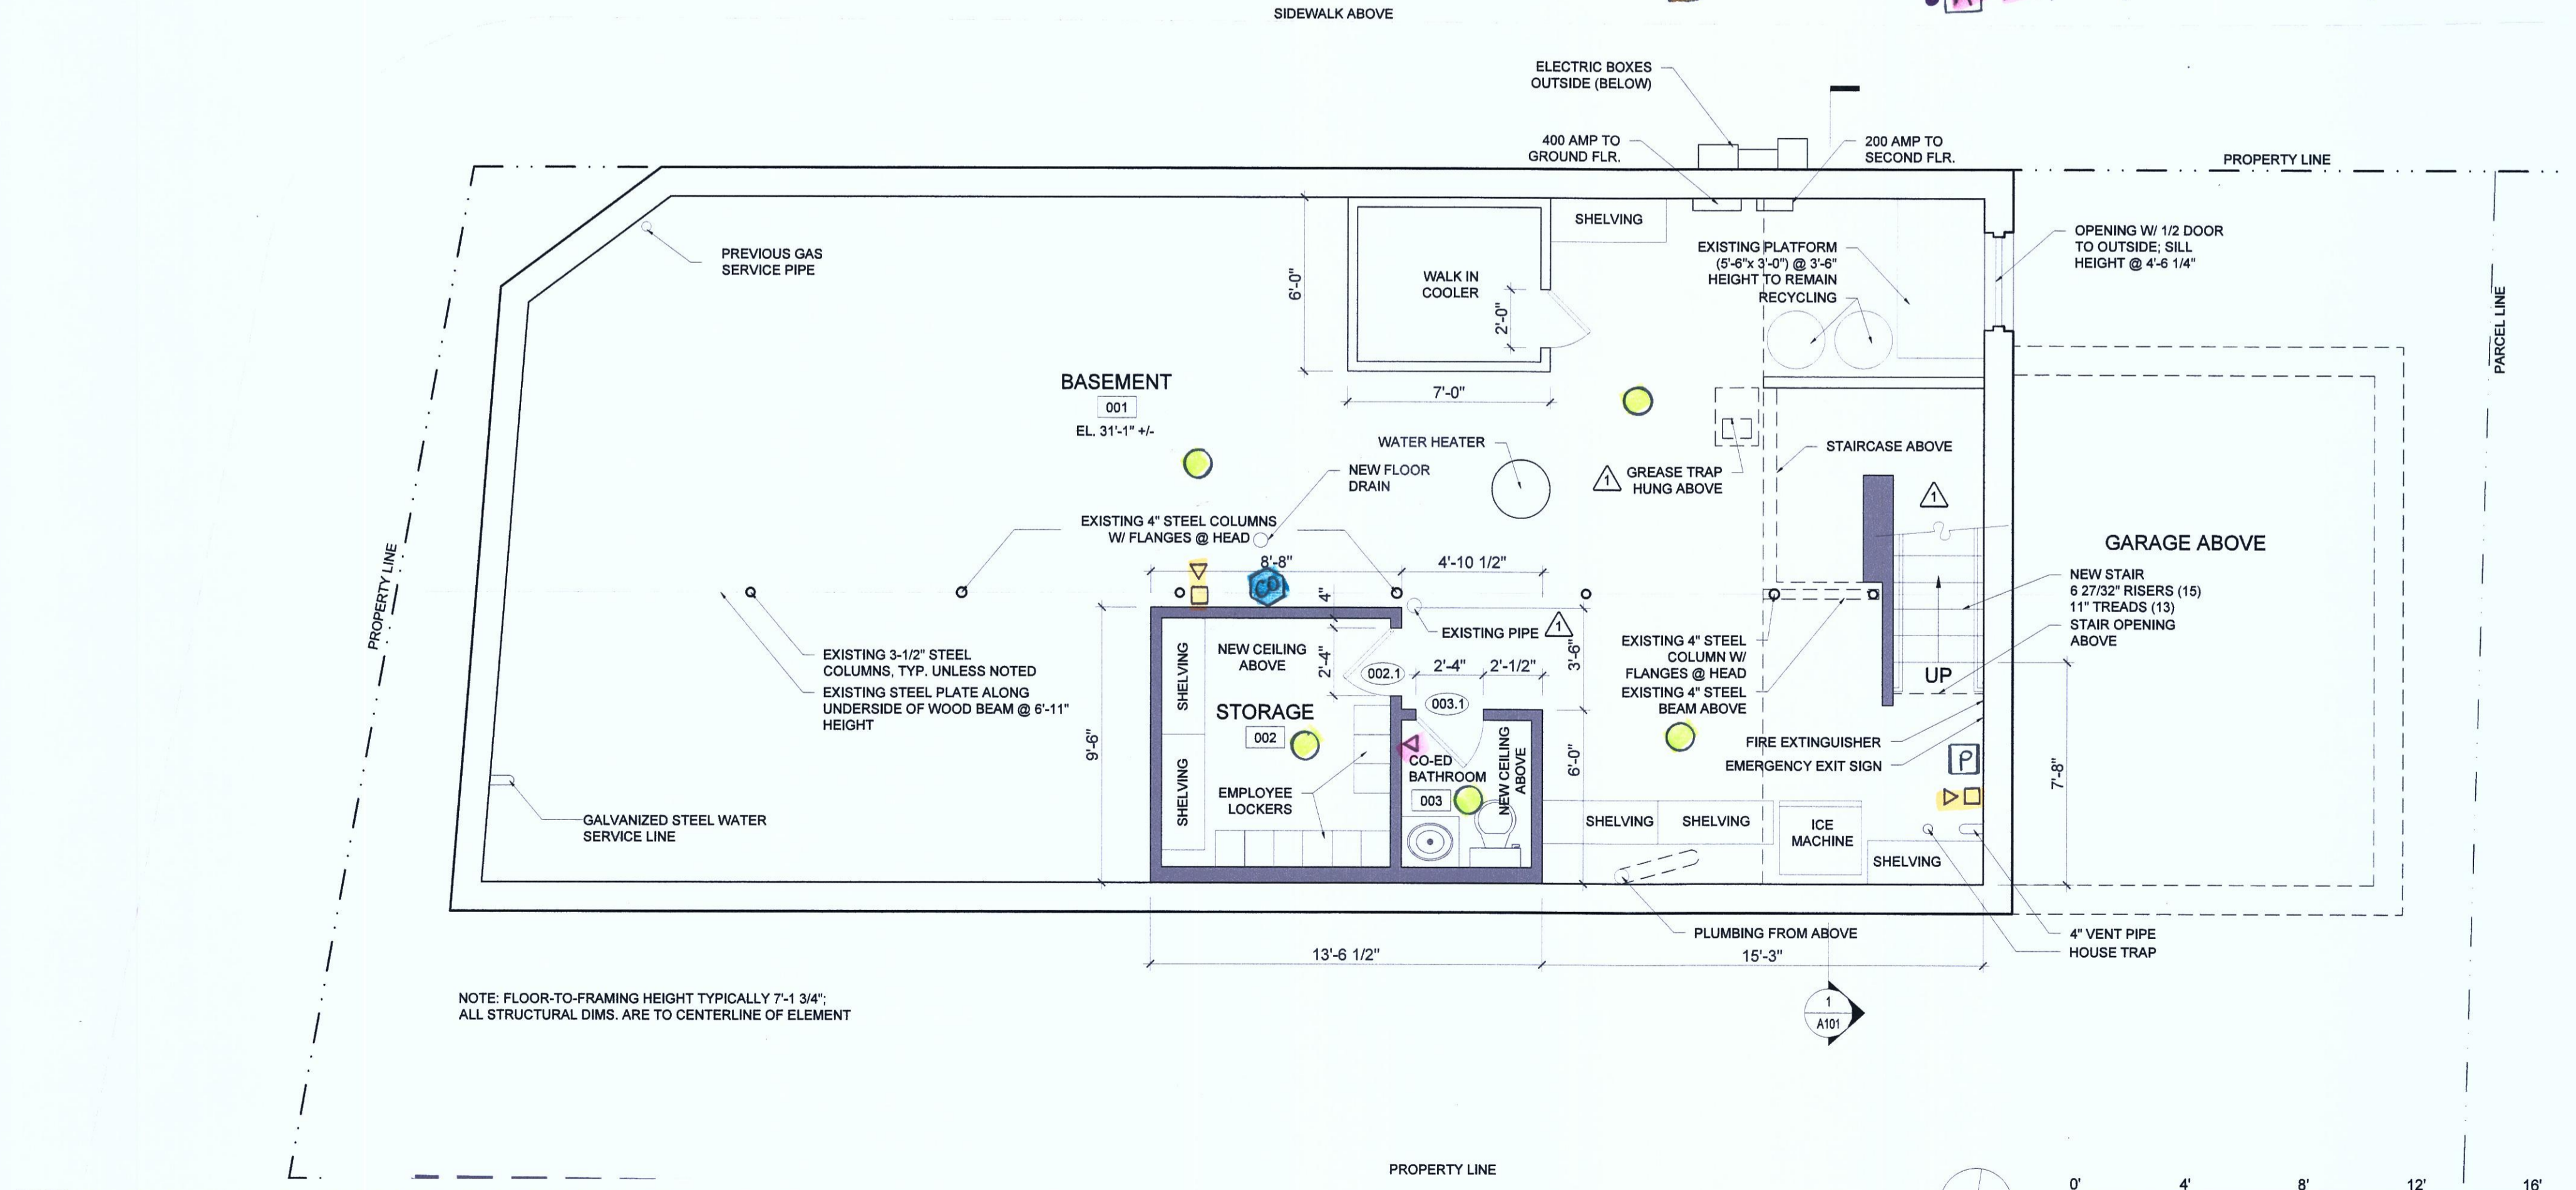 SIDEWALK ABOVE
ELECTRIC BOXES
OUTSIDE (BELOW)
400 AMP TO
GROUND FLR.
200 AMP TO
SECOND FLR.
PROPERTY LINE
PREVIOUS GAS
SERVICE PIPE
6'-0"
WALK IN
COOLER
2'-0"
7'-0"
SHELVING
EXISTING PLATFORM
(5'-6"x 3'-0") @ 3'-6"
HEIGHT TO REMAIN
RECYCLING
OPENING W/ 1/2 DOOR
TO OUTSIDE; SILL
HEIGHT @ 4'-6 1/4"
PARCEL LINE
BASEMENT
001
EL. 31'-1" +/-
WATER HEATER
NEW FLOOR
DRAIN
1
GREASE TRAP
HUNG ABOVE
STAIRCASE ABOVE
1
EXISTING 4" STEEL COLUMNS
W/ FLANGES @ HEAD
8'-8"
4'-10 1/2"
CO
4"
GARAGE ABOVE
NEW STAIR
6 27/32" RISERS (15)
11" TREADS (13)
STAIR OPENING
ABOVE
PROPERTY LINE
EXISTING 3-1/2" STEEL
COLUMNS, TYP. UNLESS NOTED
EXISTING STEEL PLATE ALONG
UNDERSIDE OF WOOD BEAM @ 6'-11"
HEIGHT
9'-6"
SHELVING
SHELVING
NEW CEILING
ABOVE
2'-4"
STORAGE
002
EMPLOYEE
LOCKERS
002.1
EXISTING PIPE
1
2'-4"
2'-1/2"
3'-6"
003.1
CO-ED
BATHROOM
003
NEW CEILING
ABOVE
6'-0"
EXISTING 4" STEEL
COLUMN W/
FLANGES @ HEAD
EXISTING 4" STEEL
BEAM ABOVE
UP
FIRE EXTINGUISHER
EMERGENCY EXIT SIGN
P
7'-8"
SHELVING
SHELVING
ICE
MACHINE
SHELVING
GALVANIZED STEEL WATER
SERVICE LINE
PLUMBING FROM ABOVE
4" VENT PIPE
HOUSE TRAP
13'-6 1/2"
15'-3"
NOTE: FLOOR-TO-FRAMING HEIGHT TYPICALLY 7'-1 3/4";
ALL STRUCTURAL DIMS. ARE TO CENTERLINE OF ELEMENT
1
A101
PROPERTY LINE
0' 4' 8' 12' 16'